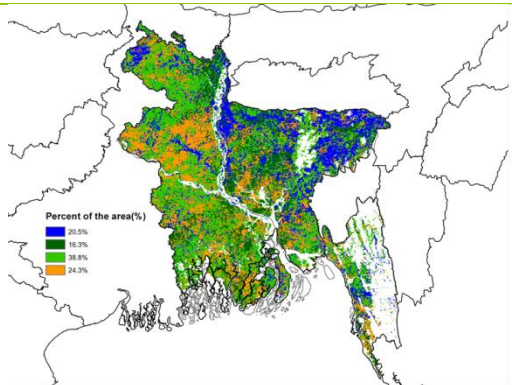 Percent of the area(%)
20.5%
16.3%
38.8%
24.3%